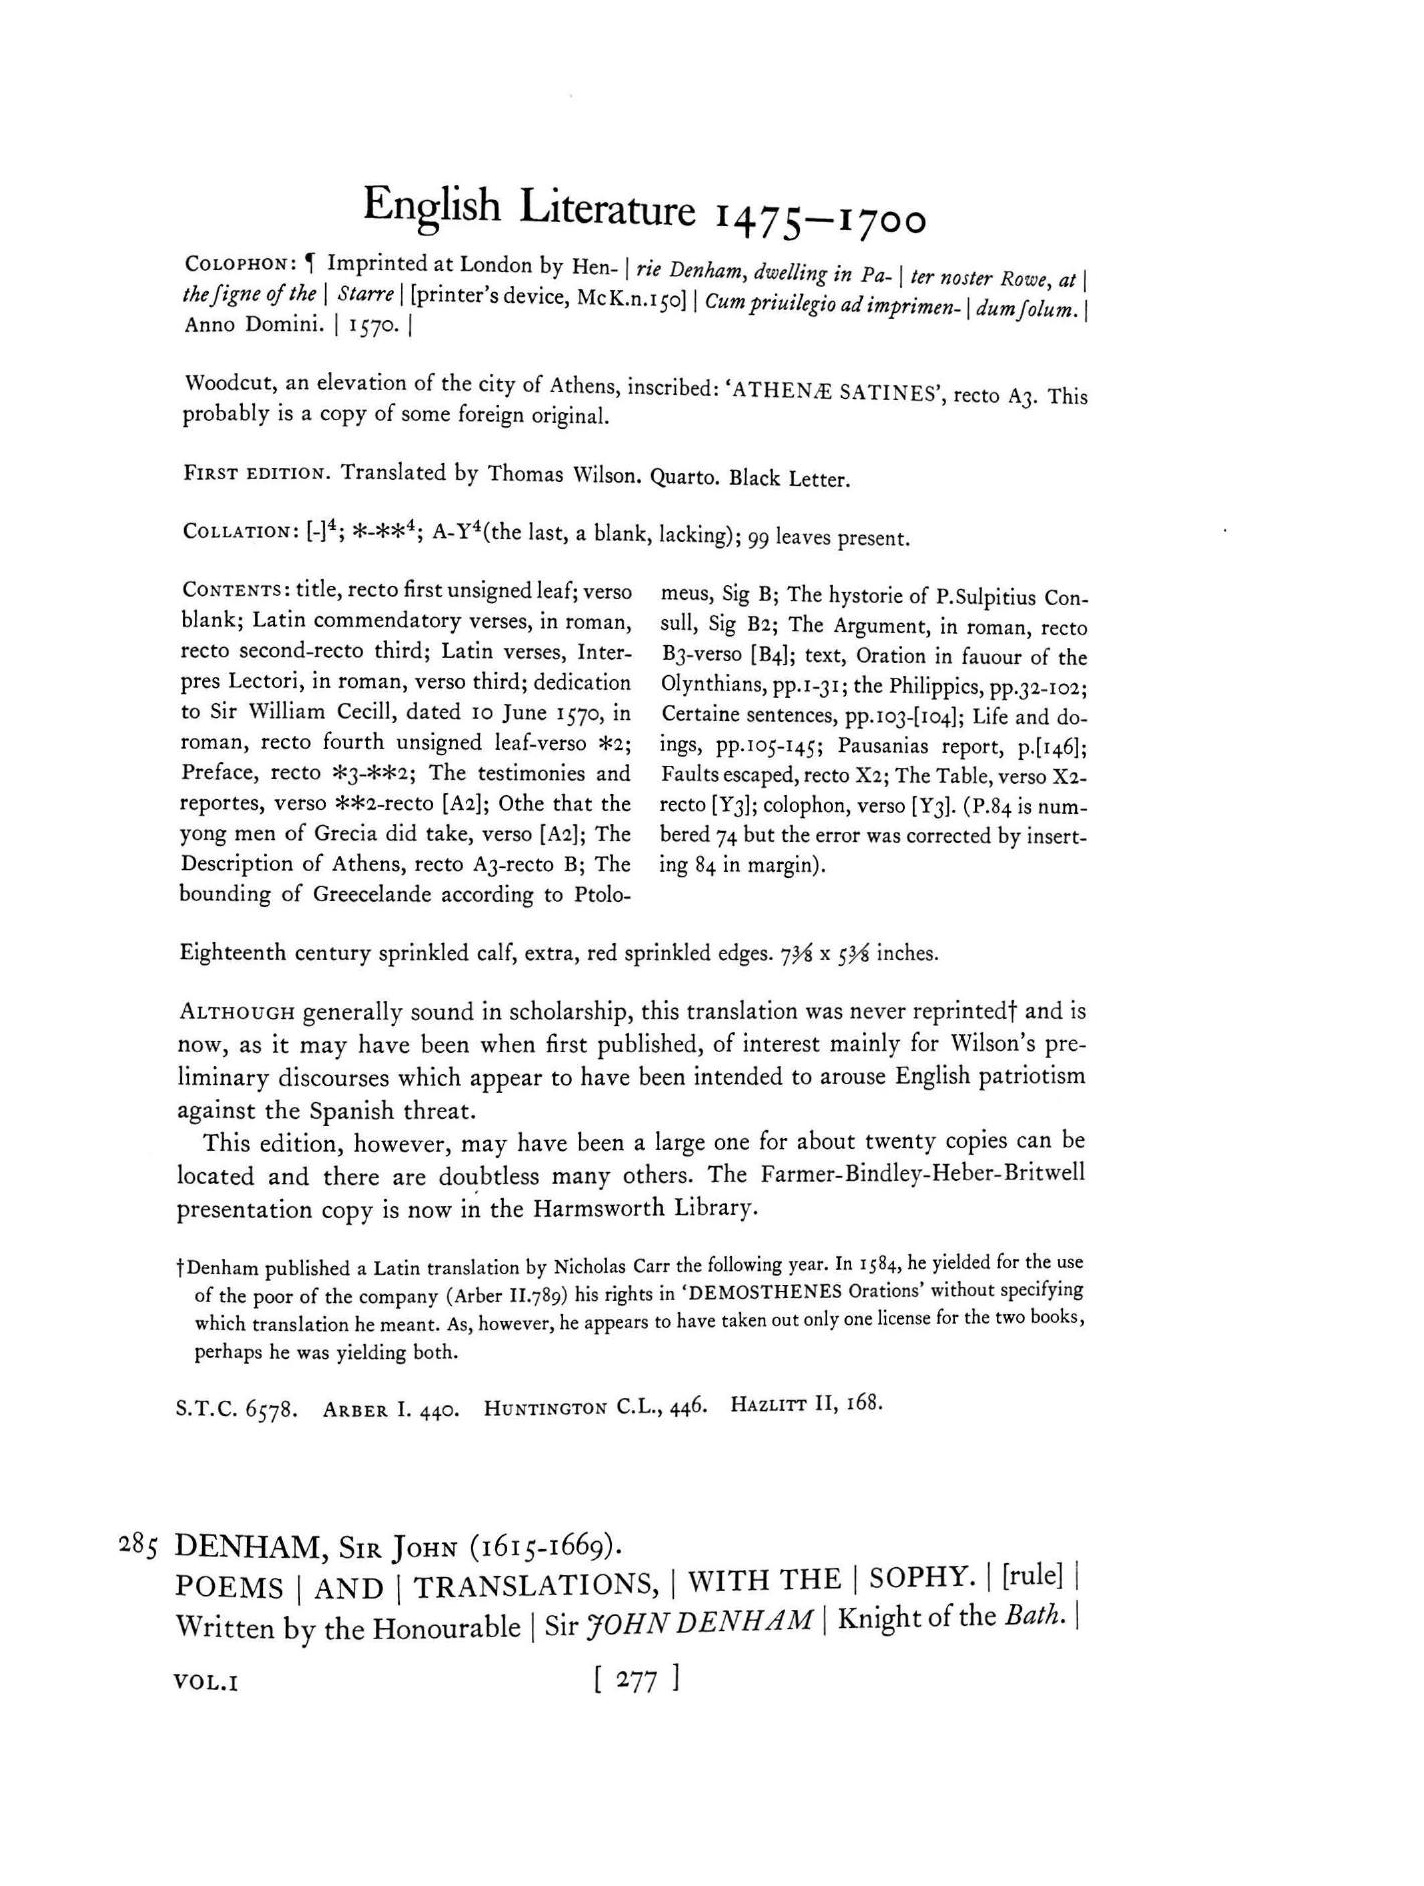 English Literature 1475–1700
COLOPHON: ¶ Imprinted at London by Hen- | rie Denham, dwelling in Pa- | ter noster Rowe, at |
the ſigne of the | Starre | [printer's device, McK.n.150] | Cum priuilegio ad imprimen- | dum ſolum. |
Anno Domini. | 1570. |
Woodcut, an elevation of the city of Athens, inscribed: 'ATHENÆ SATINES', recto A3. This
probably is a copy of some foreign original.
FIRST EDITION. Translated by Thomas Wilson. Quarto. Black Letter.
COLLATION: [-]⁴; *-**⁴; A-Y⁴(the last, a blank, lacking); 99 leaves present.
CONTENTS: title, recto first unsigned leaf; verso
blank; Latin commendatory verses, in roman,
recto second-recto third; Latin verses, Inter-
pres Lectori, in roman, verso third; dedication
to Sir William Cecill, dated 10 June 1570, in
roman, recto fourth unsigned leaf-verso *2;
Preface, recto *3-**2; The testimonies and
reportes, verso **2-recto [A2]; Othe that the
yong men of Grecia did take, verso [A2]; The
Description of Athens, recto A3-recto B; The
bounding of Greecelande according to Ptolo-
meus, Sig B; The hystorie of P.Sulpitius Con-
sull, Sig B2; The Argument, in roman, recto
B3-verso [B4]; text, Oration in fauour of the
Olynthians, pp.1-31; the Philippics, pp.32-102;
Certaine sentences, pp.103-[104]; Life and do-
ings, pp.105-145; Pausanias report, p.[146];
Faults escaped, recto X2; The Table, verso X2-
recto [Y3]; colophon, verso [Y3]. (P.84 is num-
bered 74 but the error was corrected by insert-
ing 84 in margin).
Eighteenth century sprinkled calf, extra, red sprinkled edges. 7⅜ x 5⅜ inches.
ALTHOUGH generally sound in scholarship, this translation was never reprinted† and is
now, as it may have been when first published, of interest mainly for Wilson's pre-
liminary discourses which appear to have been intended to arouse English patriotism
against the Spanish threat.
This edition, however, may have been a large one for about twenty copies can be
located and there are doubtless many others. The Farmer-Bindley-Heber-Britwell
presentation copy is now in the Harmsworth Library.
†Denham published a Latin translation by Nicholas Carr the following year. In 1584, he yielded for the use
of the poor of the company (Arber II.789) his rights in 'DEMOSTHENES Orations' without specifying
which translation he meant. As, however, he appears to have taken out only one license for the two books,
perhaps he was yielding both.
S.T.C. 6578. ARBER I. 440. HUNTINGTON C.L., 446. HAZLITT II, 168.
285 DENHAM, SIR JOHN (1615-1669).
POEMS | AND | TRANSLATIONS, | WITH THE | SOPHY. | [rule] |
Written by the Honourable | Sir JOHN DENHAM | Knight of the Bath. |
VOL.I [ 277 ]